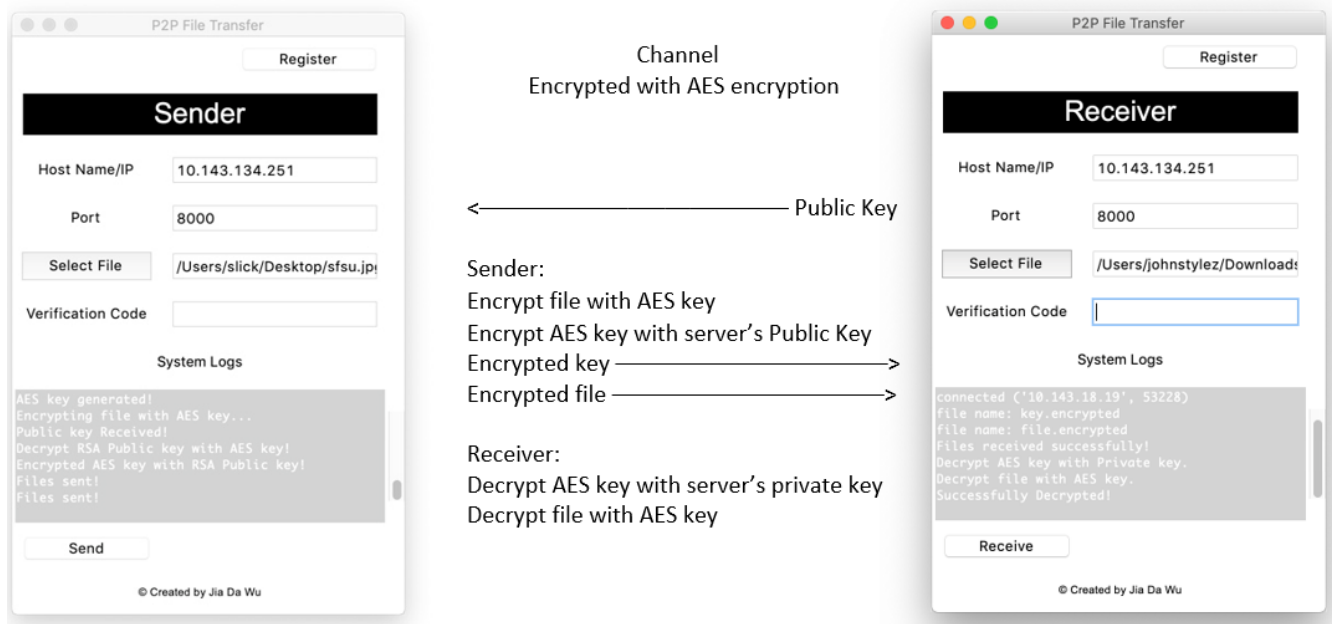 P2P File Transfer
Register
Sender
Host Name/IP
10.143.134.251
Port
8000
Select File
/Users/slick/Desktop/sfsu.jpg
Verification Code
System Logs
AES key generated!
Encrypting file with AES key...
Public key Received!
Decrypt RSA Public key with AES key!
Encrypted AES key with RSA Public key!
Files sent!
Files sent!
Send
© Created by Jia Da Wu
Channel
Encrypted with AES encryption
Public Key
Sender:
Encrypt file with AES key
Encrypt AES key with server’s Public Key
Encrypted key
Encrypted file
Receiver:
Decrypt AES key with server’s private key
Decrypt file with AES key
P2P File Transfer
Register
Receiver
Host Name/IP
10.143.134.251
Port
8000
Select File
/Users/johnstylez/Downloads
Verification Code
System Logs
connected ('10.143.18.19', 53228)
file name: key.encrypted
file name: file.encrypted
Files received successfully!
Decrypt AES key with Private key.
Decrypt file with AES key.
Successfully Decrypted!
Receive
© Created by Jia Da Wu